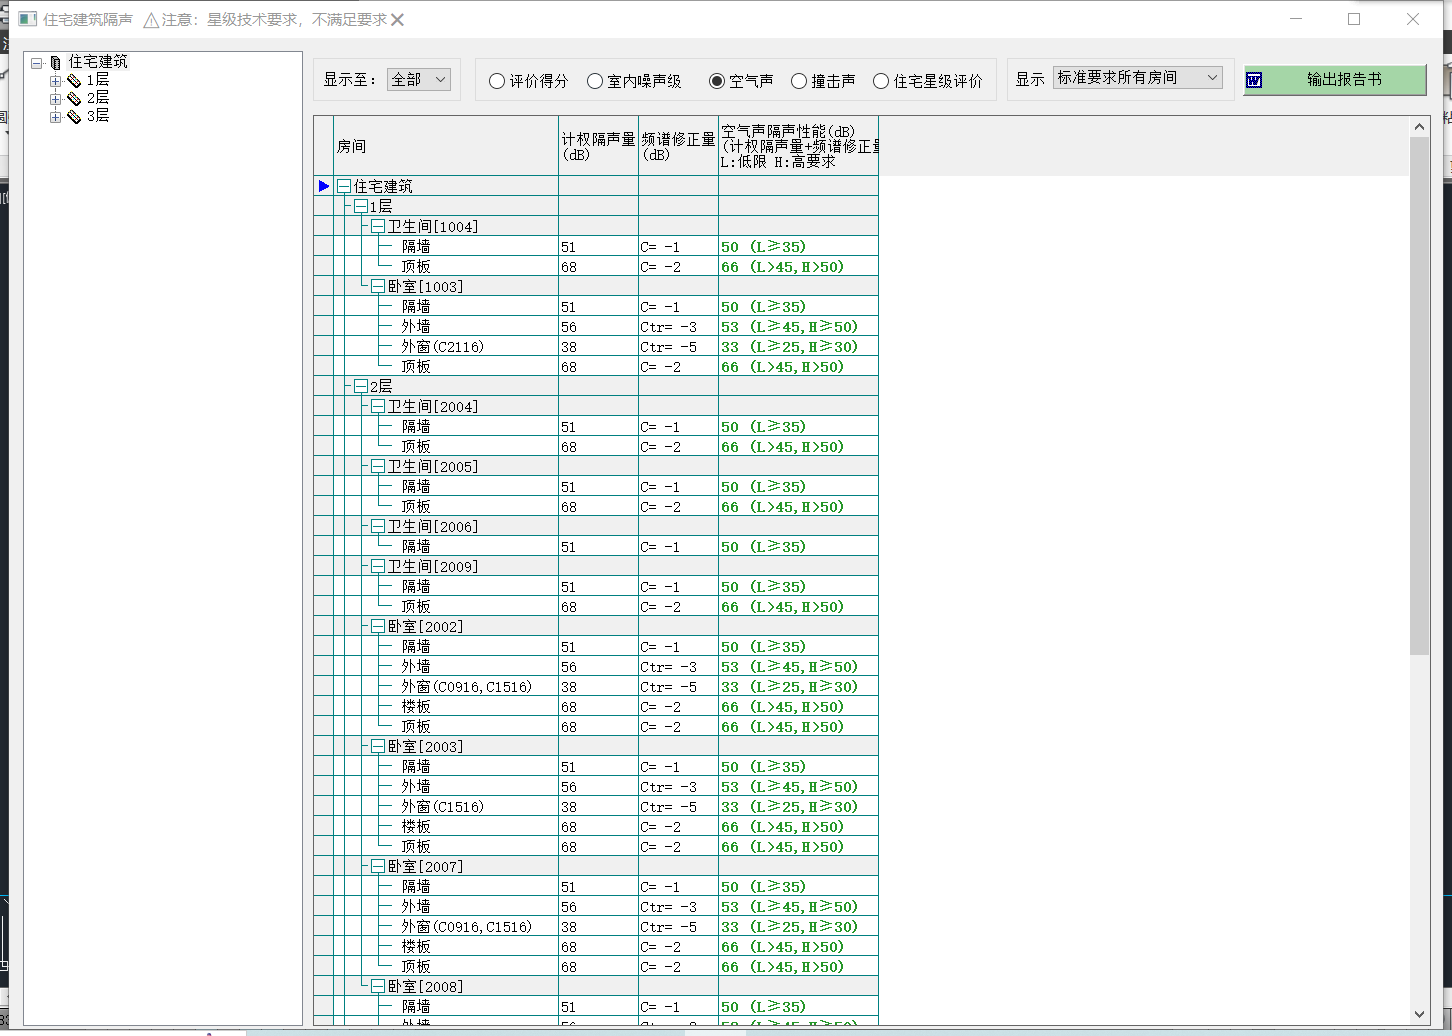 住宅建筑隔声 注意：星级技术要求，不满足要求
住宅建筑
1层
2层
3层
显示至： 全部
评价得分 室内噪声级 空气声 撞击声 住宅星级评价
显示 标准要求所有房间
输出报告书
房间
计权隔声量
(dB)
频谱修正量
(dB)
空气声隔声性能(dB)
(计权隔声量+频谱修正量
L:低限 H:高要求
住宅建筑
1层
卫生间[1004]
隔墙 51 C= -1 50 (L≥35)
顶板 68 C= -2 66 (L>45,H>50)
卧室[1003]
隔墙 51 C= -1 50 (L≥35)
外墙 56 Ctr= -3 53 (L≥45,H≥50)
外窗(C2116) 38 Ctr= -5 33 (L≥25,H≥30)
顶板 68 C= -2 66 (L>45,H>50)
2层
卫生间[2004]
隔墙 51 C= -1 50 (L≥35)
顶板 68 C= -2 66 (L>45,H>50)
卫生间[2005]
隔墙 51 C= -1 50 (L≥35)
顶板 68 C= -2 66 (L>45,H>50)
卫生间[2006]
隔墙 51 C= -1 50 (L≥35)
卫生间[2009]
隔墙 51 C= -1 50 (L≥35)
顶板 68 C= -2 66 (L>45,H>50)
卧室[2002]
隔墙 51 C= -1 50 (L≥35)
外墙 56 Ctr= -3 53 (L≥45,H≥50)
外窗(C0916,C1516) 38 Ctr= -5 33 (L≥25,H≥30)
楼板 68 C= -2 66 (L>45,H>50)
顶板 68 C= -2 66 (L>45,H>50)
卧室[2003]
隔墙 51 C= -1 50 (L≥35)
外墙 56 Ctr= -3 53 (L≥45,H≥50)
外窗(C1516) 38 Ctr= -5 33 (L≥25,H≥30)
楼板 68 C= -2 66 (L>45,H>50)
顶板 68 C= -2 66 (L>45,H>50)
卧室[2007]
隔墙 51 C= -1 50 (L≥35)
外墙 56 Ctr= -3 53 (L≥45,H≥50)
外窗(C0916,C1516) 38 Ctr= -5 33 (L≥25,H≥30)
楼板 68 C= -2 66 (L>45,H>50)
顶板 68 C= -2 66 (L>45,H>50)
卧室[2008]
隔墙 51 C= -1 50 (L≥35)